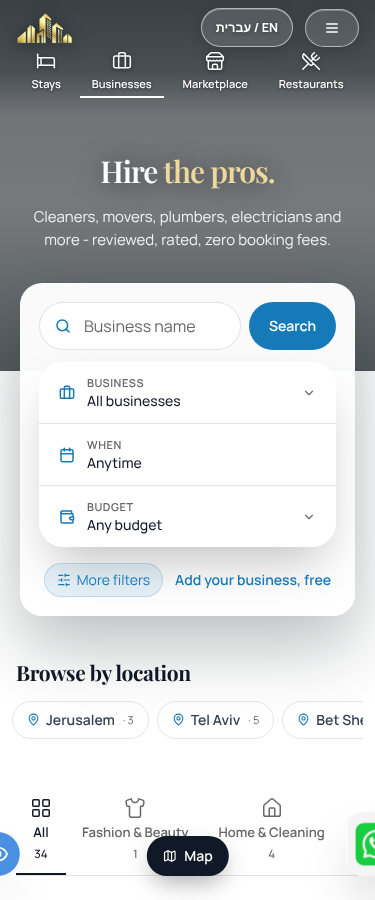 עברית / EN
Stays
Businesses
Marketplace
Restaurants
Hire the pros.
Cleaners, movers, plumbers, electricians and
more - reviewed, rated, zero booking fees.
Business name
Search
BUSINESS
All businesses
WHEN
Anytime
BUDGET
Any budget
More filters
Add your business, free
Browse by location
Jerusalem · 3
Tel Aviv · 5
Bet She
All
34
Fashion & Beauty
1
Home & Cleaning
4
Map